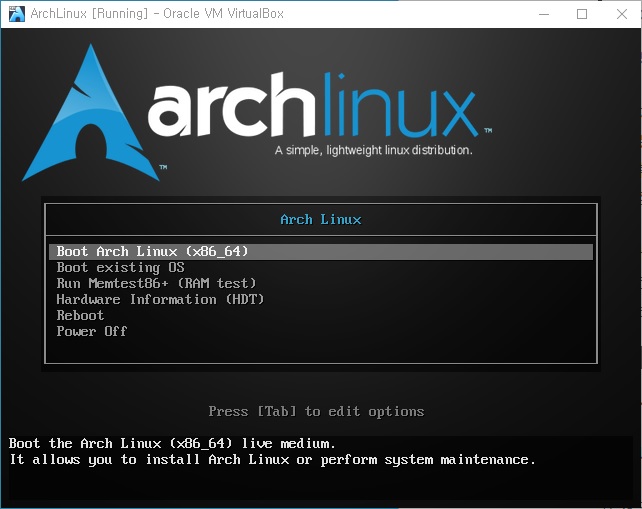 ArchLinux [Running] - Oracle VM VirtualBox
archlinux™
A simple, lightweight linux distribution.
™
Arch Linux
Boot Arch Linux (x86_64)
Boot existing OS
Run Memtest86+ (RAM test)
Hardware Information (HDT)
Reboot
Power Off
Press [Tab] to edit options
Boot the Arch Linux (x86_64) live medium.
It allows you to install Arch Linux or perform system maintenance.